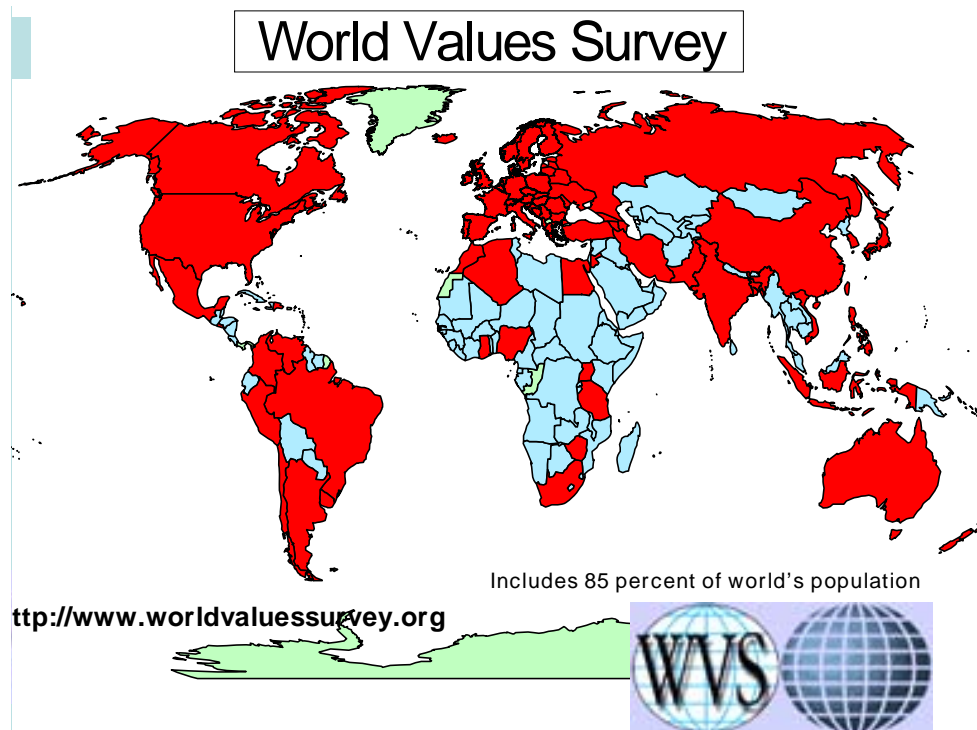 World Values Survey
Includes 85 percent of world’s population
ttp://www.worldvaluessurvey.org
WVS